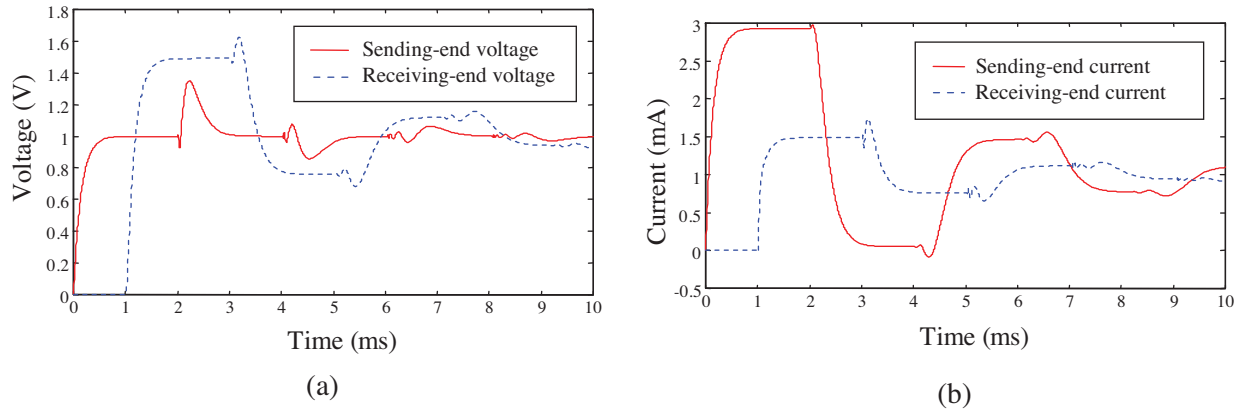 Voltage (V)
1.8
1.6
1.4
1.2
1
0.8
0.6
0.4
0.2
0
Sending-end voltage
Receiving-end voltage
0 1 2 3 4 5 6 7 8 9 10
Time (ms)
(a)
Current (mA)
3
2.5
2
1.5
1
0.5
0
-0.5
Sending-end current
Receiving-end current
0 1 2 3 4 5 6 7 8 9 10
Time (ms)
(b)